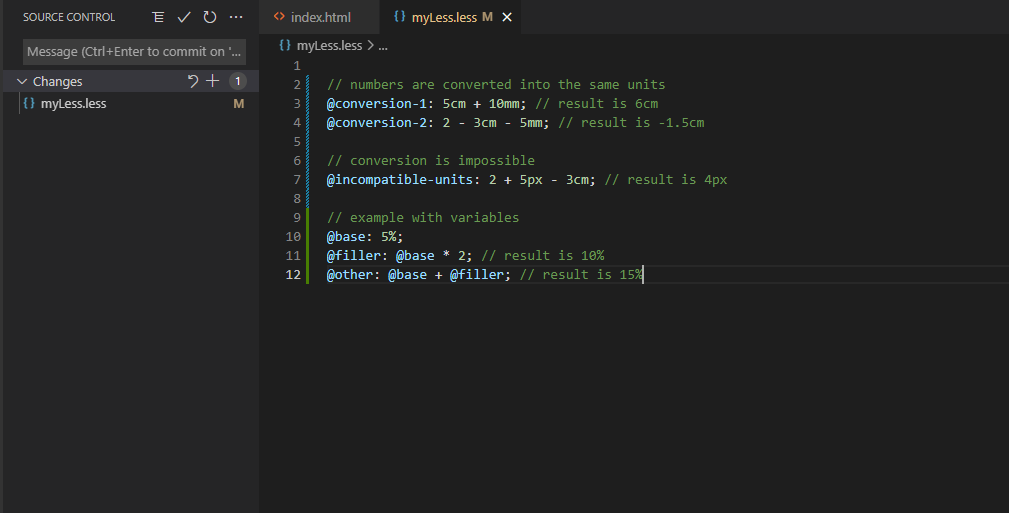 SOURCE CONTROL
Message (Ctrl+Enter to commit on '...
Changes
1
myLess.less
M
index.html
myLess.less M
myLess.less > ...
1
2 // numbers are converted into the same units
3 @conversion-1: 5cm + 10mm; // result is 6cm
4 @conversion-2: 2 - 3cm - 5mm; // result is -1.5cm
5
6 // conversion is impossible
7 @incompatible-units: 2 + 5px - 3cm; // result is 4px
8
9 // example with variables
10 @base: 5%;
11 @filler: @base * 2; // result is 10%
12 @other: @base + @filler; // result is 15%